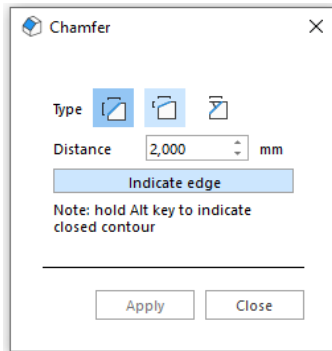 Chamfer
Type
Distance 2,000 mm
Indicate edge
Note: hold Alt key to indicate
closed contour
Apply Close